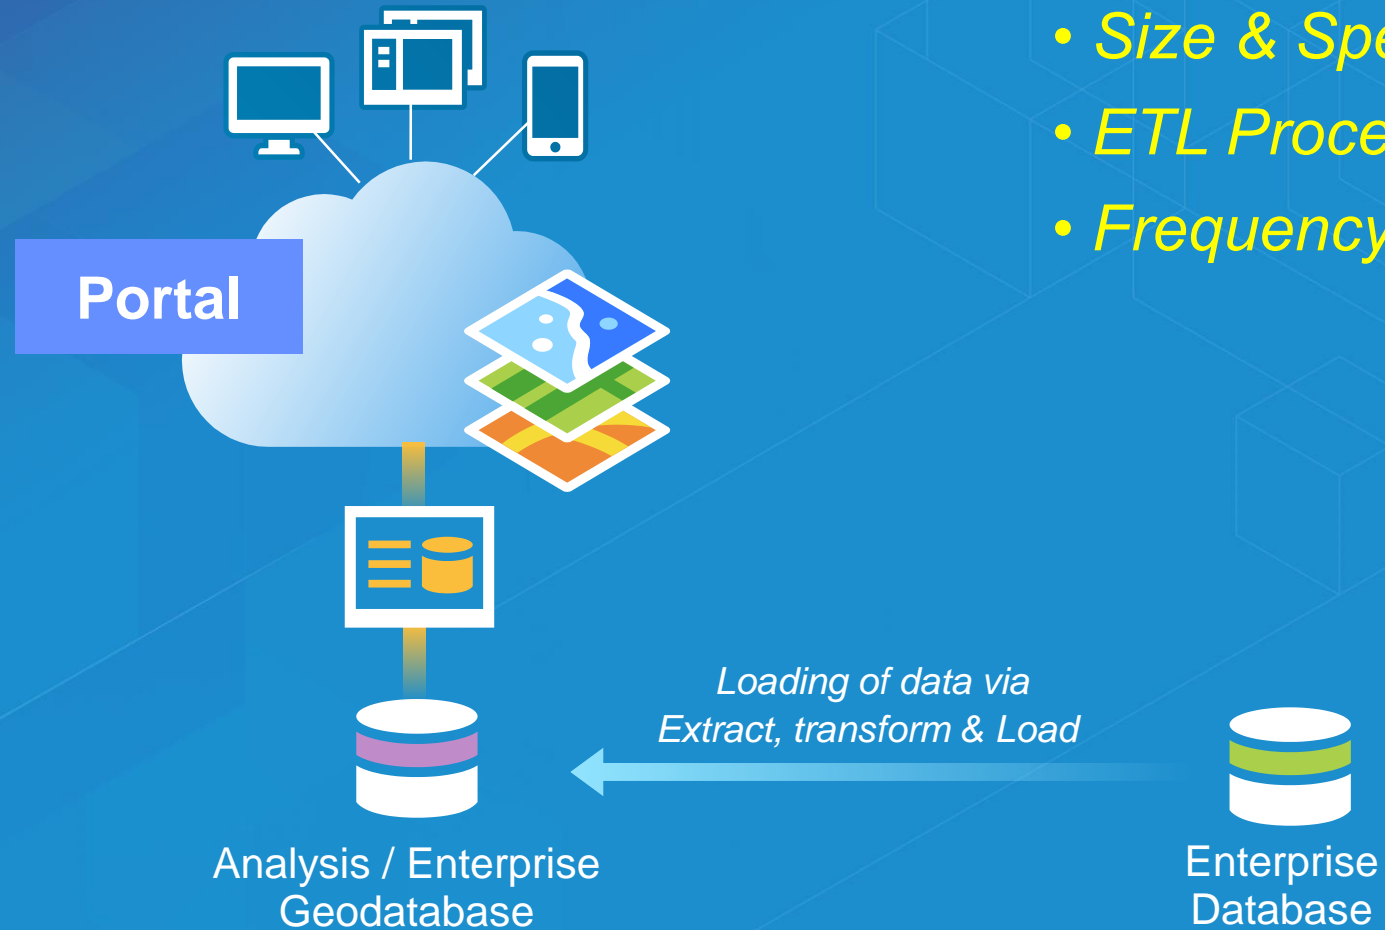 • Size & Spe
• ETL Proce
• Frequency
Portal
Loading of data via
Extract, transform & Load
Analysis / Enterprise
Geodatabase
Enterprise
Database